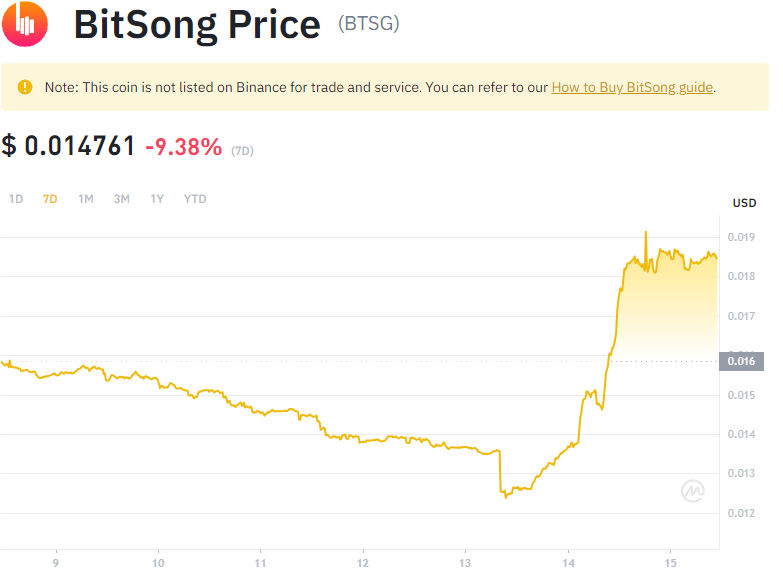 BitSong Price (BTSG)
Note: This coin is not listed on Binance for trade and service. You can refer to our How to Buy BitSong guide.
$ 0.014761 -9.38% (7D)
1D 7D 1M 3M 1Y YTD
USD
0.019
0.018
0.017
0.016
0.015
0.014
0.013
0.012
9 10 11 12 13 14 15